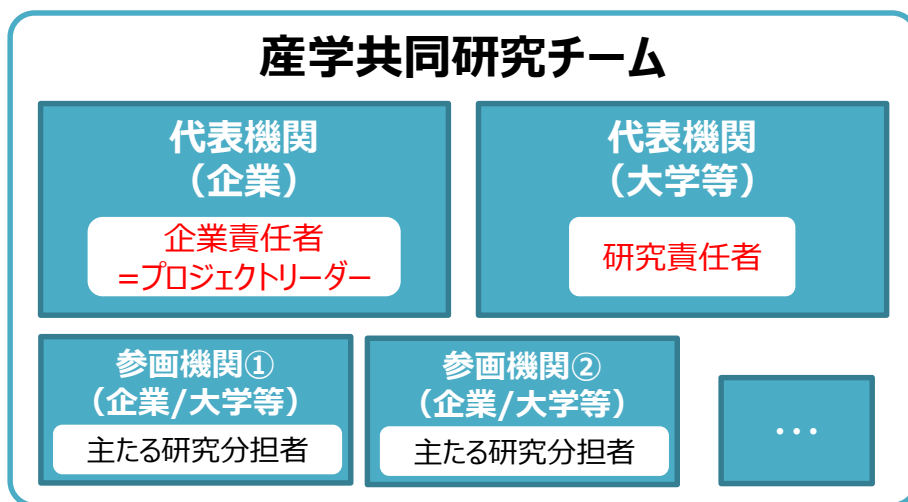 産学共同研究チーム
代表機関
（企業）
企業責任者
=プロジェクトリーダー
代表機関
（大学等）
研究責任者
参画機関①
（企業/大学等）
主たる研究分担者
参画機関②
（企業/大学等）
主たる研究分担者
…